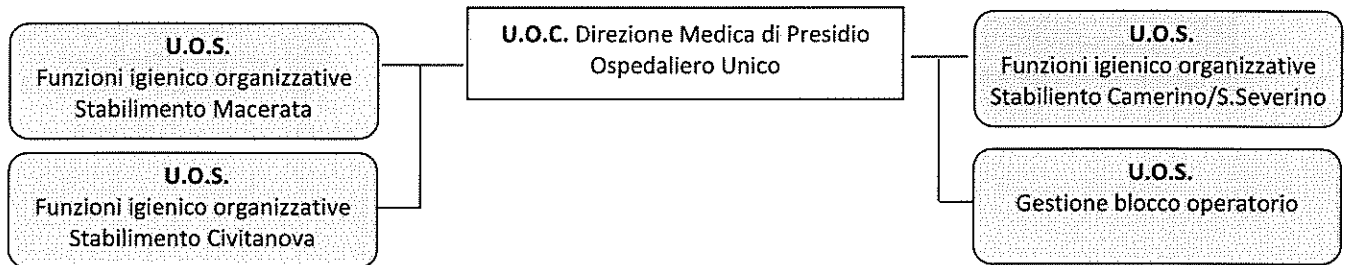 U.O.S.
Funzioni igienico organizzative
Stabilimento Macerata
U.O.S.
Funzioni igienico organizzative
Stabilimento Civitanova
U.O.C. Direzione Medica di Presidio
Ospedaliero Unico
U.O.S.
Funzioni igienico organizzative
Stabiliento Camerino/S.Severino
U.O.S.
Gestione blocco operatorio